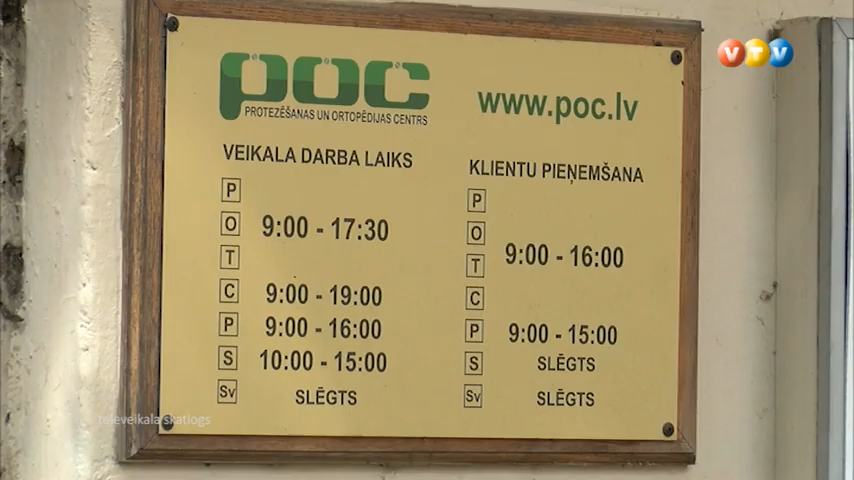 VTV
POC
PROTEZĒŠANAS UN ORTOPĒDIJAS CENTRS
www.poc.lv
VEIKALA DARBA LAIKS
P
O 9:00 - 17:30
T
C 9:00 - 19:00
P 9:00 - 16:00
S 10:00 - 15:00
Sv SLĒGTS
KLIENTU PIEŅEMŠANA
P
O
9:00 - 16:00
T
C
P 9:00 - 15:00
S SLĒGTS
Sv SLĒGTS
televeikala skatlogs